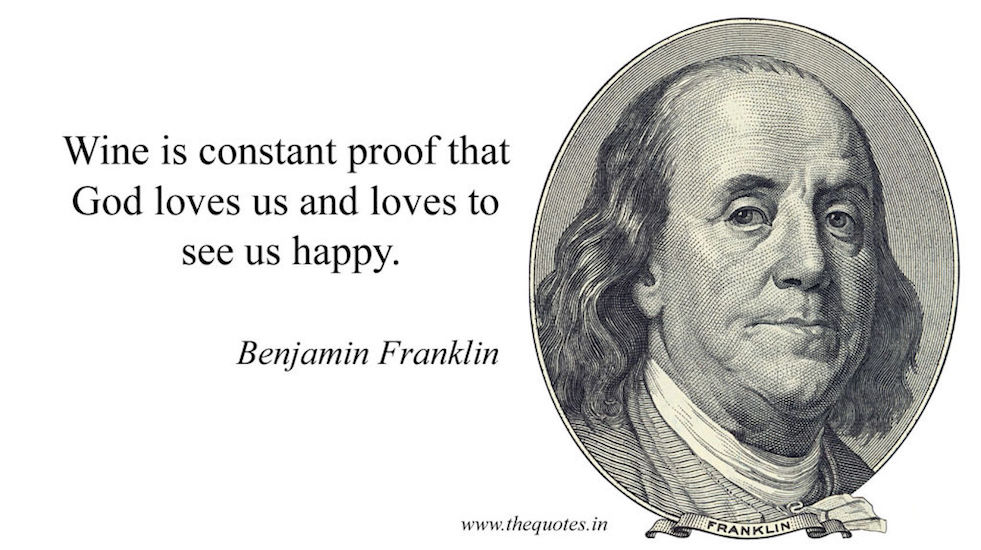 Wine is constant proof that
God loves us and loves to
see us happy.
Benjamin Franklin
www.thequotes.in
FRANKLIN